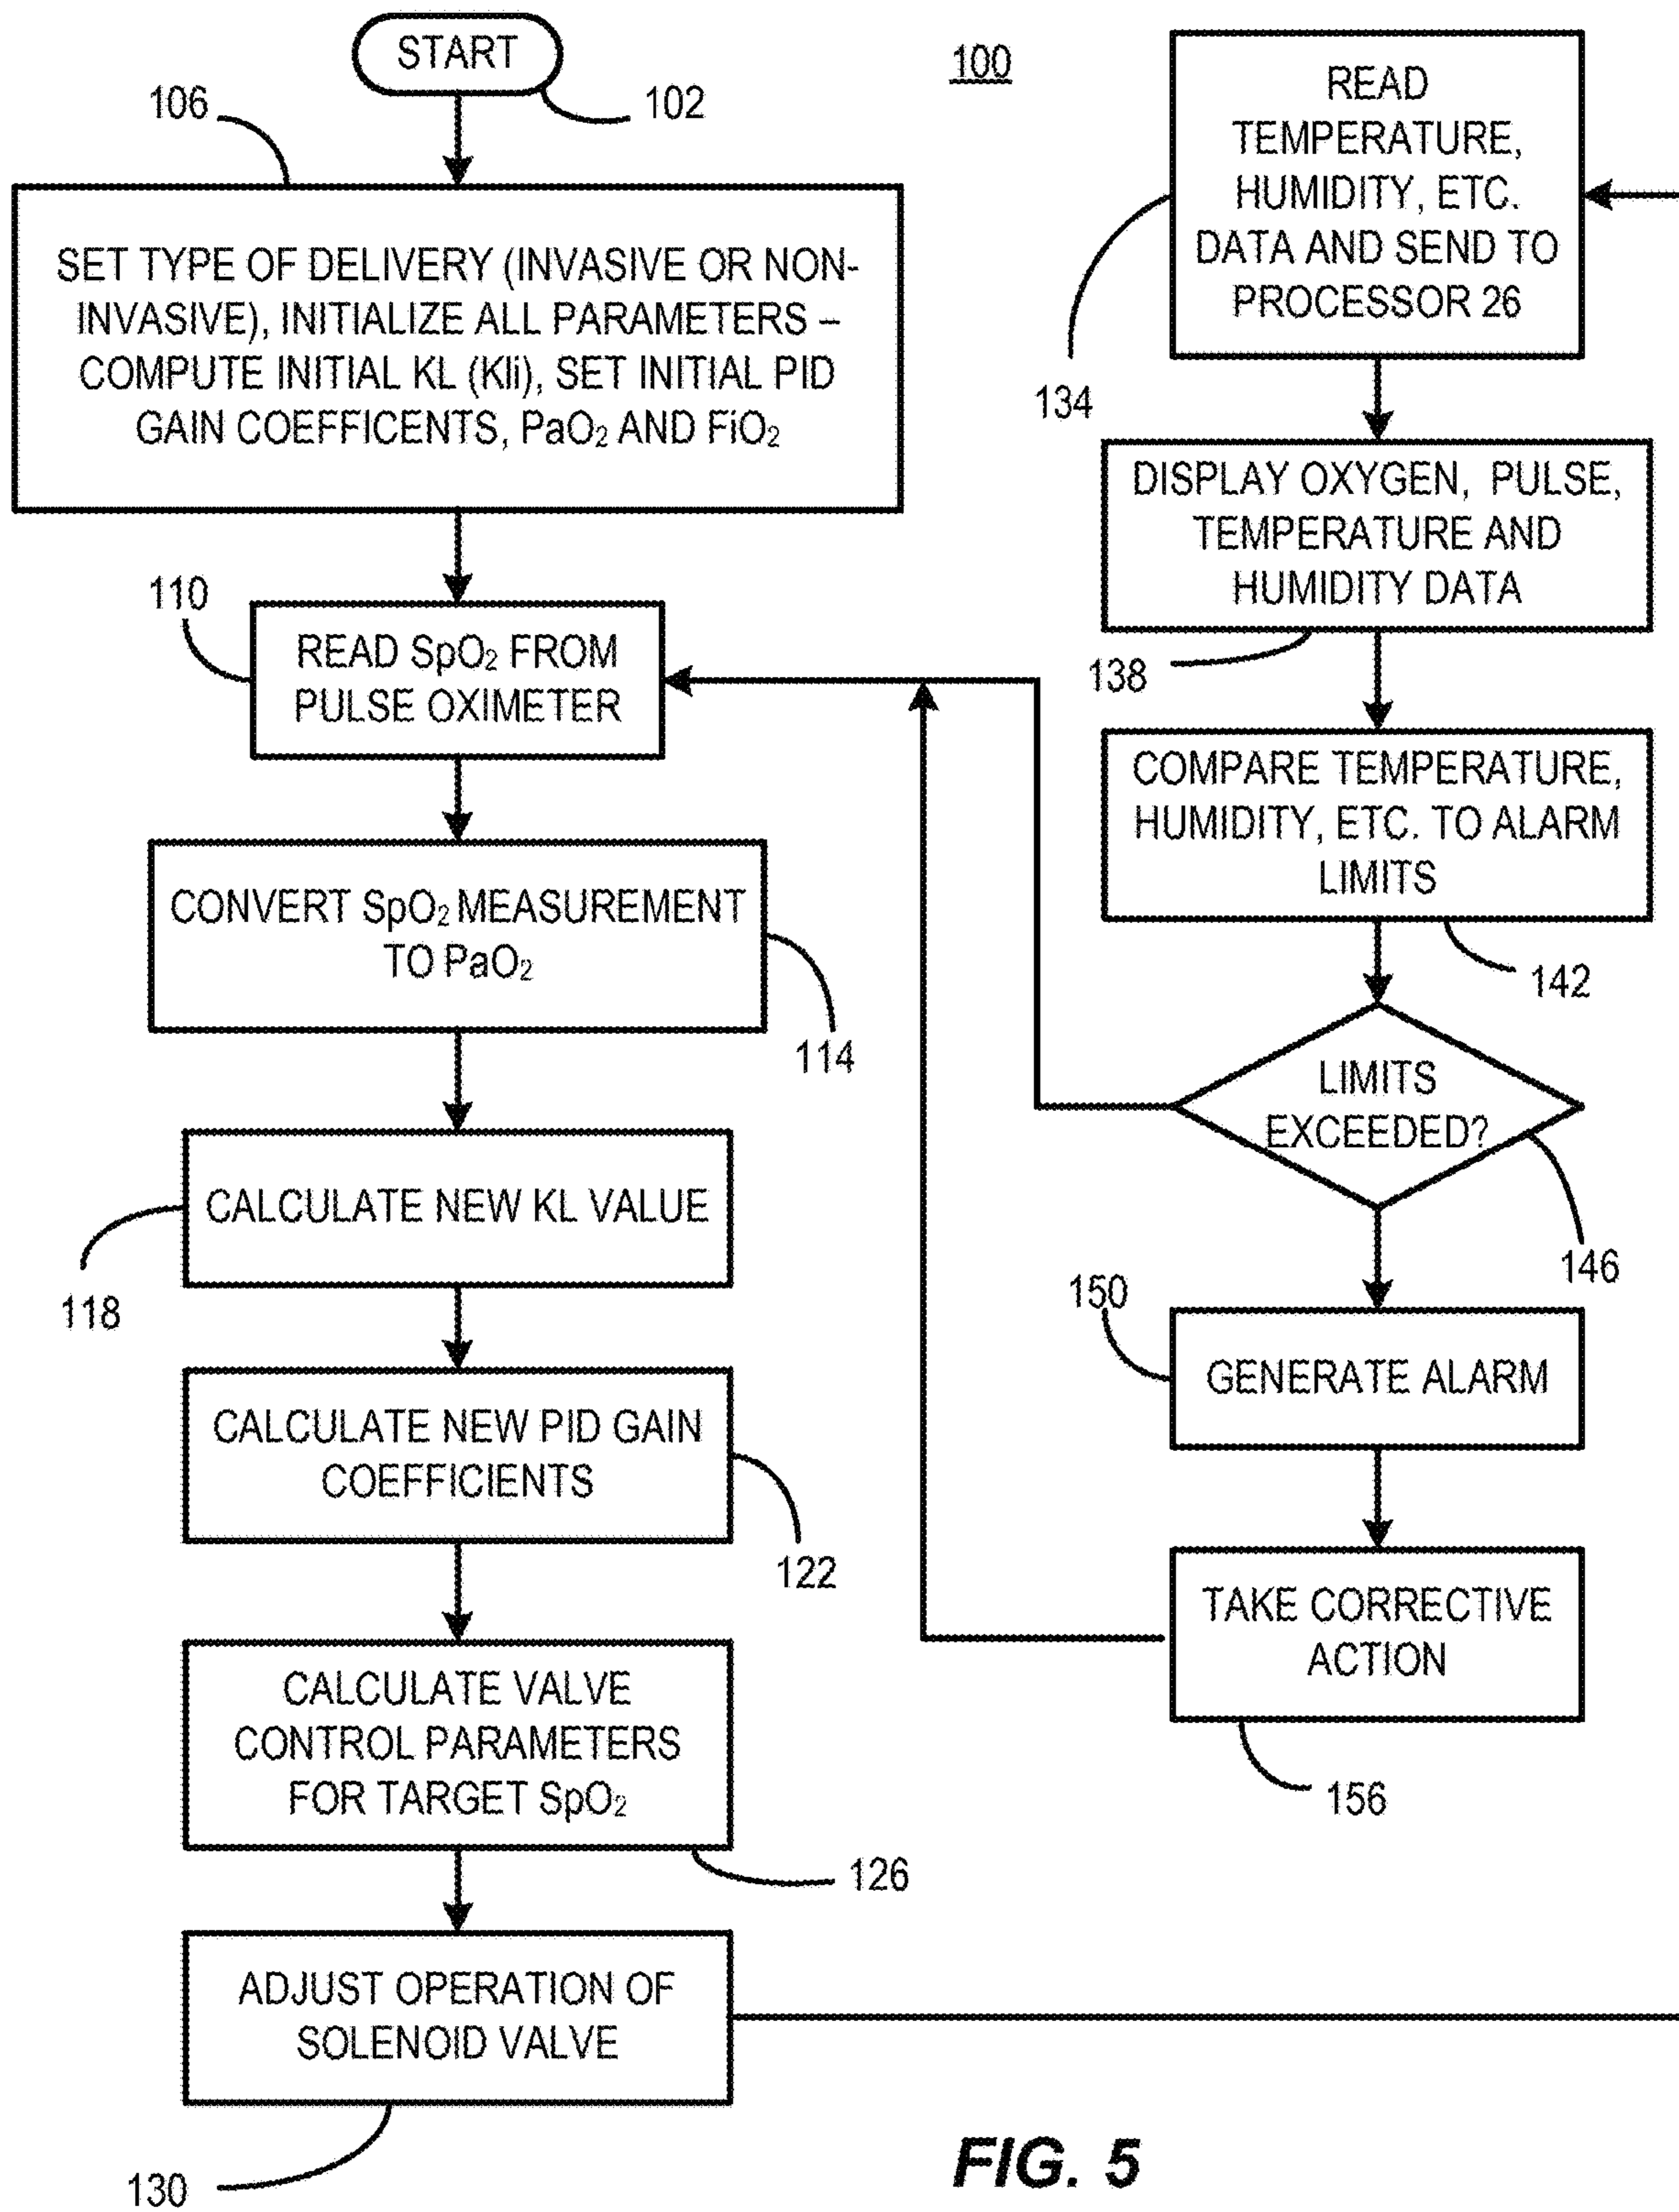 START
102
106
SET TYPE OF DELIVERY (INVASIVE OR NON-
INVASIVE), INITIALIZE ALL PARAMETERS –
COMPUTE INITIAL KL (Kli), SET INITIAL PID
GAIN COEFFICENTS, PaO₂ AND FiO₂
110
READ SpO₂ FROM
PULSE OXIMETER
CONVERT SpO₂ MEASUREMENT
TO PaO₂
114
CALCULATE NEW KL VALUE
118
CALCULATE NEW PID GAIN
COEFFICIENTS
122
CALCULATE VALVE
CONTROL PARAMETERS
FOR TARGET SpO₂
126
ADJUST OPERATION OF
SOLENOID VALVE
130
100
READ
TEMPERATURE,
HUMIDITY, ETC.
DATA AND SEND TO
PROCESSOR 26
134
DISPLAY OXYGEN, PULSE,
TEMPERATURE AND
HUMIDITY DATA
138
COMPARE TEMPERATURE,
HUMIDITY, ETC. TO ALARM
LIMITS
142
LIMITS
EXCEEDED?
146
150
GENERATE ALARM
TAKE CORRECTIVE
ACTION
156
FIG. 5